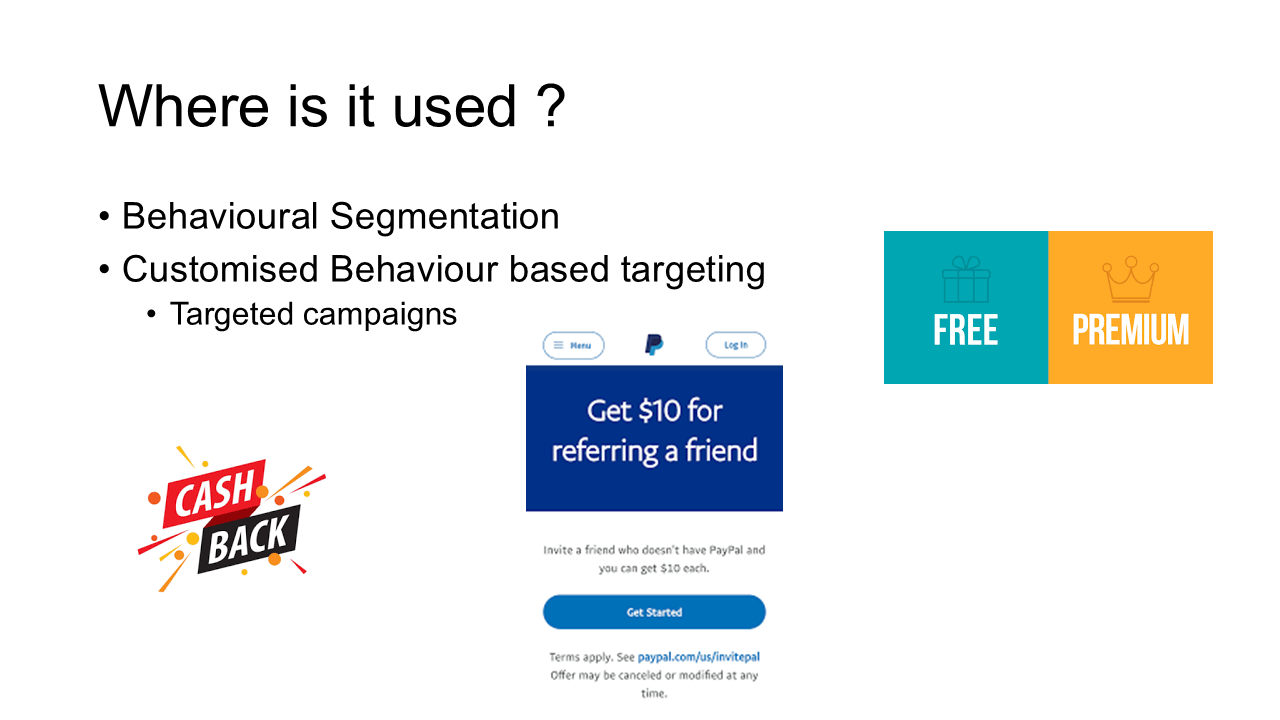 Where is it used ?
• Behavioural Segmentation
• Customised Behaviour based targeting
• Targeted campaigns
FREE
PREMIUM
Menu
Log In
Get $10 for
referring a friend
Invite a friend who doesn't have PayPal and
you can get $10 each.
Get Started
Terms apply. See paypal.com/us/invitepal
Offer may be canceled or modified at any
time.
CASH
BACK